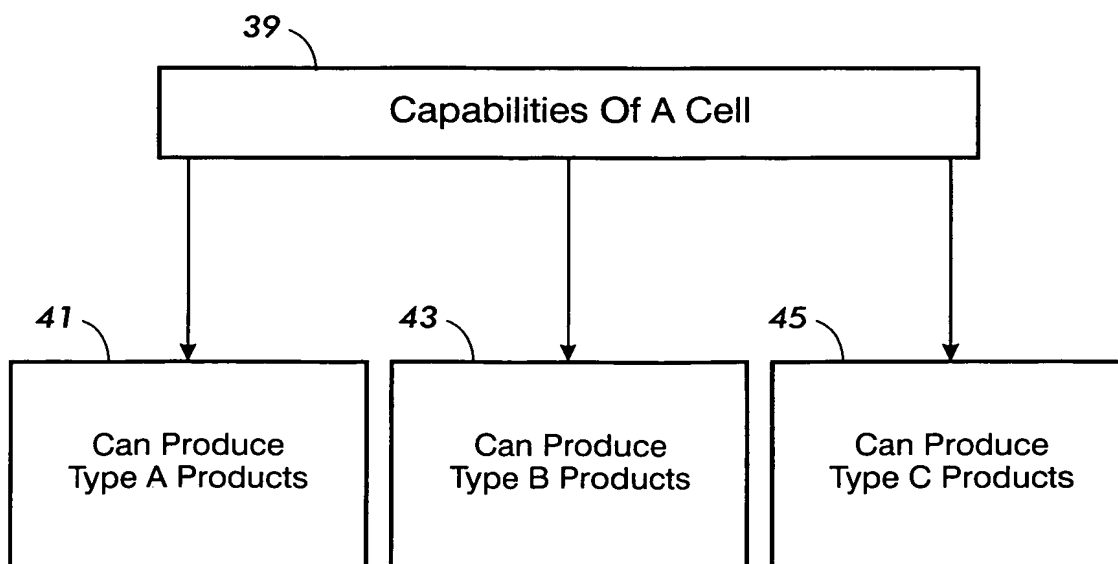 39
Capabilities Of A Cell
41
43
45
Can Produce
Type A Products
Can Produce
Type B Products
Can Produce
Type C Products